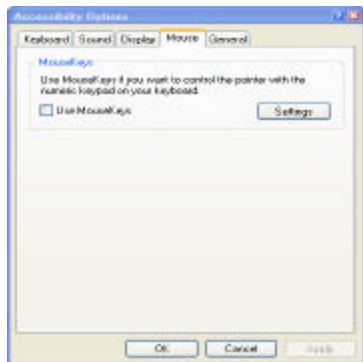 Accessibility Options
Keyboard Sound Display Mouse General
MouseKeys
Use MouseKeys if you want to control the pointer with the
numeric keypad on your keyboard.
Use MouseKeys Settings
OK Cancel Apply